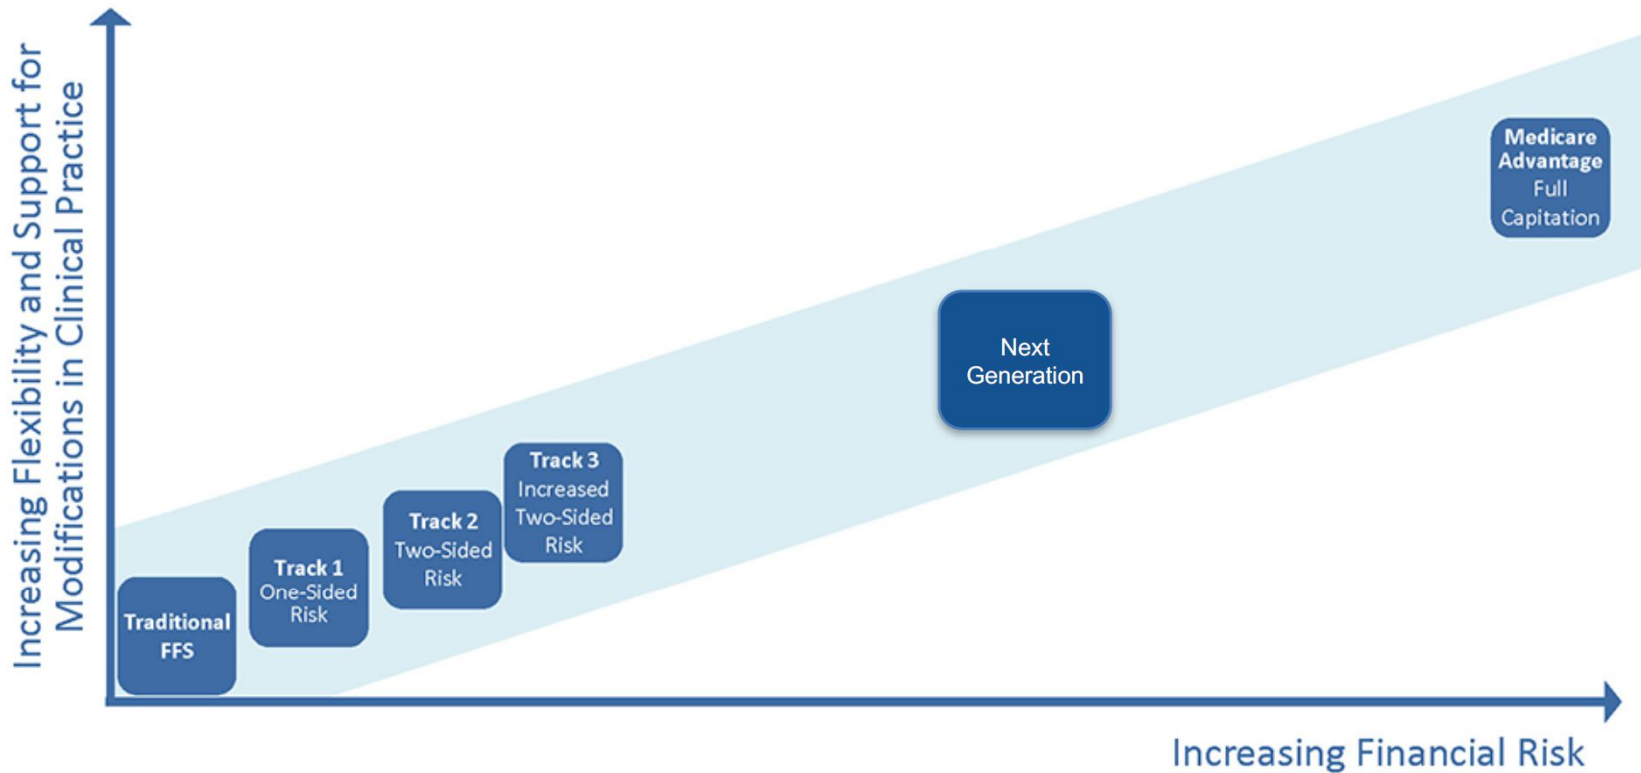 Increasing Flexibility and Support for
Modifications in Clinical Practice
Medicare
Advantage
Full
Capitation
Next
Generation
Track 3
Increased
Two-Sided
Risk
Track 2
Two-Sided
Risk
Track 1
One-Sided
Risk
Traditional
FFS
Increasing Financial Risk